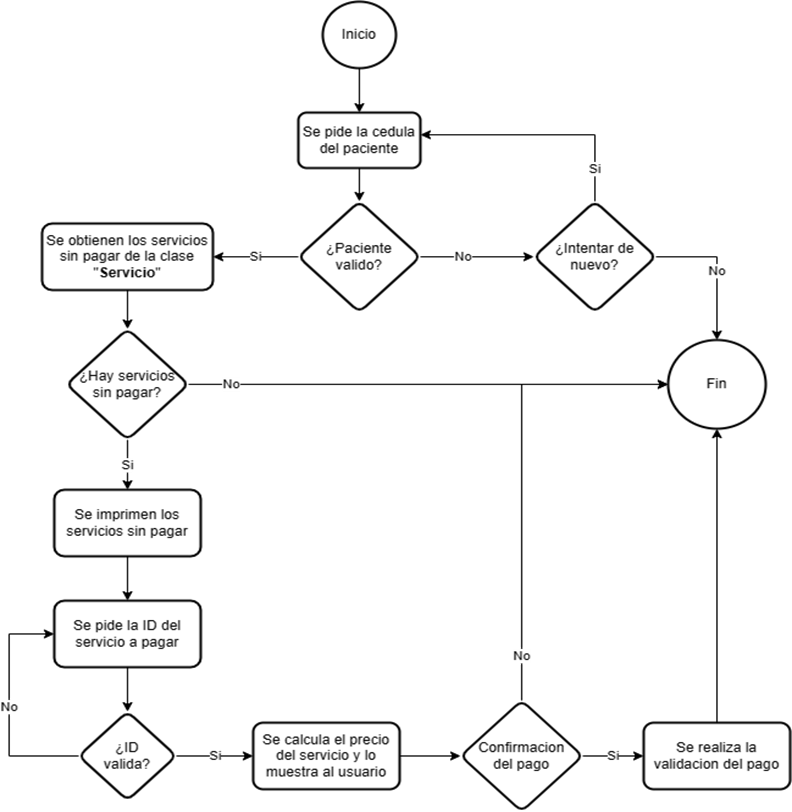 Inicio
Se pide la cedula
del paciente
Si
¿Paciente
valido?
¿Intentar de
nuevo?
Se obtienen los servicios
sin pagar de la clase
"Servicio"
Si
No
No
¿Hay servicios
sin pagar?
No
Fin
Si
Se imprimen los
servicios sin pagar
Se pide la ID del
servicio a pagar
No
No
¿ID
valida?
Si
Se calcula el precio
del servicio y lo
muestra al usuario
Confirmacion
del pago
Si
Se realiza la
validacion del pago